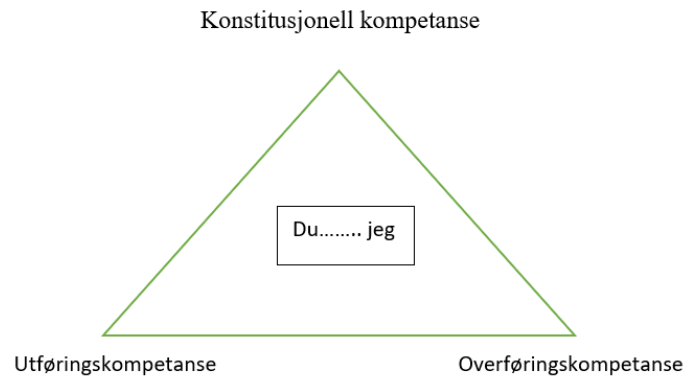 Konstitusjonell kompetanse
Du…….. jeg
Utføringskompetanse
Overføringskompetanse